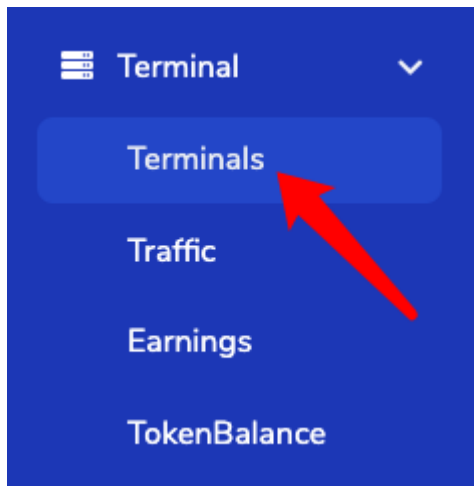 Terminal
Terminals
Traffic
Earnings
TokenBalance